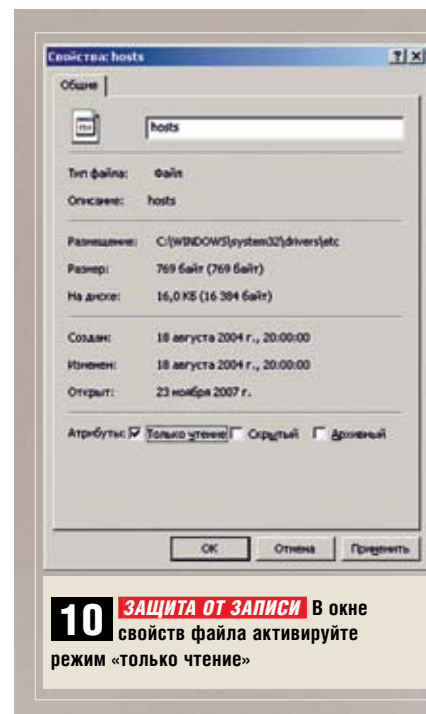 Свойства: hosts
Общие
hosts
Тип файла: Файл
Описание: hosts
Размещение: C:\WINDOWS\system32\drivers\etc
Размер: 769 байт (769 байт)
На диске: 16,0 КБ (16 384 байт)
Создан: 18 августа 2004 г., 20:00:00
Изменен: 18 августа 2004 г., 20:00:00
Открыт: 23 ноября 2007 г.
Атрибуты: Только чтение Скрытый Архивный
ОК Отмена Применить
10 ЗАЩИТА ОТ ЗАПИСИ В окне
свойств файла активируйте
режим «только чтение»